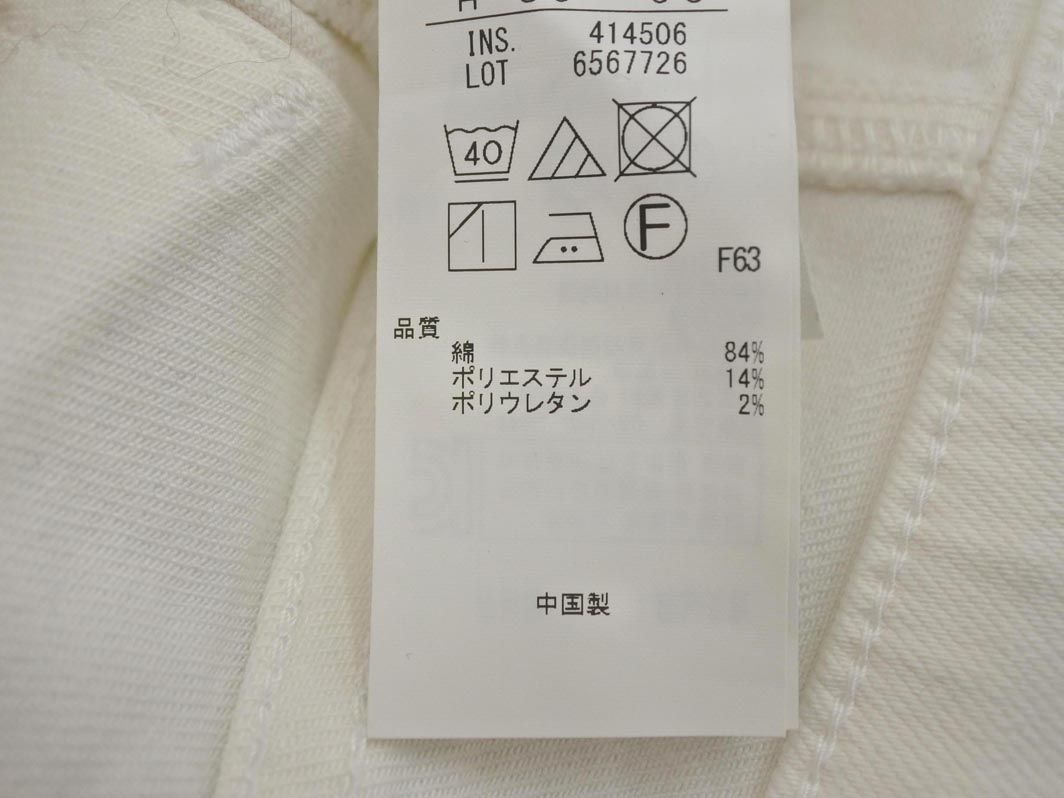 INS. 414506
LOT 6567726
40
F
F63
品質
綿 84%
ポリエステル 14%
ポリウレタン 2%
中国製